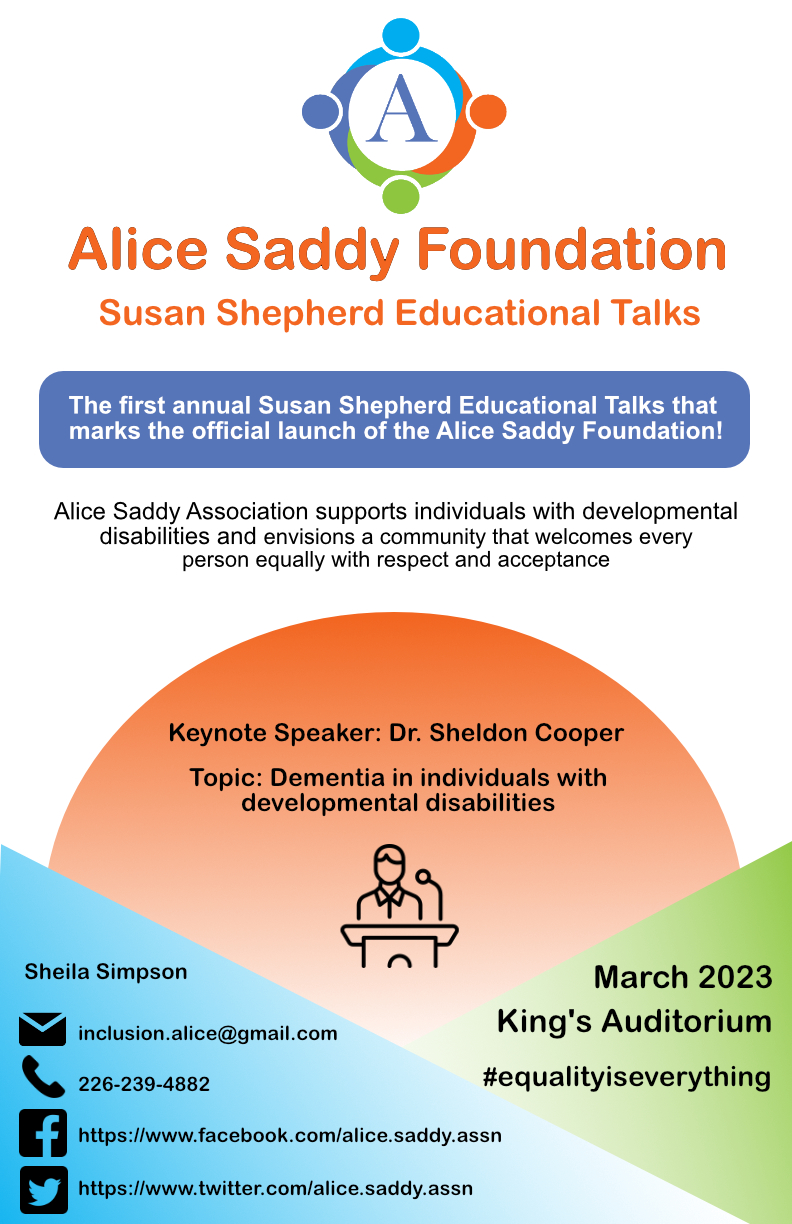 A
Alice Saddy Foundation
Susan Shepherd Educational Talks
The first annual Susan Shepherd Educational Talks that
marks the official launch of the Alice Saddy Foundation!
Alice Saddy Association supports individuals with developmental
disabilities and envisions a community that welcomes every
person equally with respect and acceptance
Keynote Speaker: Dr. Sheldon Cooper
Topic: Dementia in individuals with
developmental disabilities
Sheila Simpson
inclusion.alice@gmail.com
226-239-4882
https://www.facebook.com/alice.saddy.assn
https://www.twitter.com/alice.saddy.assn
March 2023
King's Auditorium
#equalityiseverything